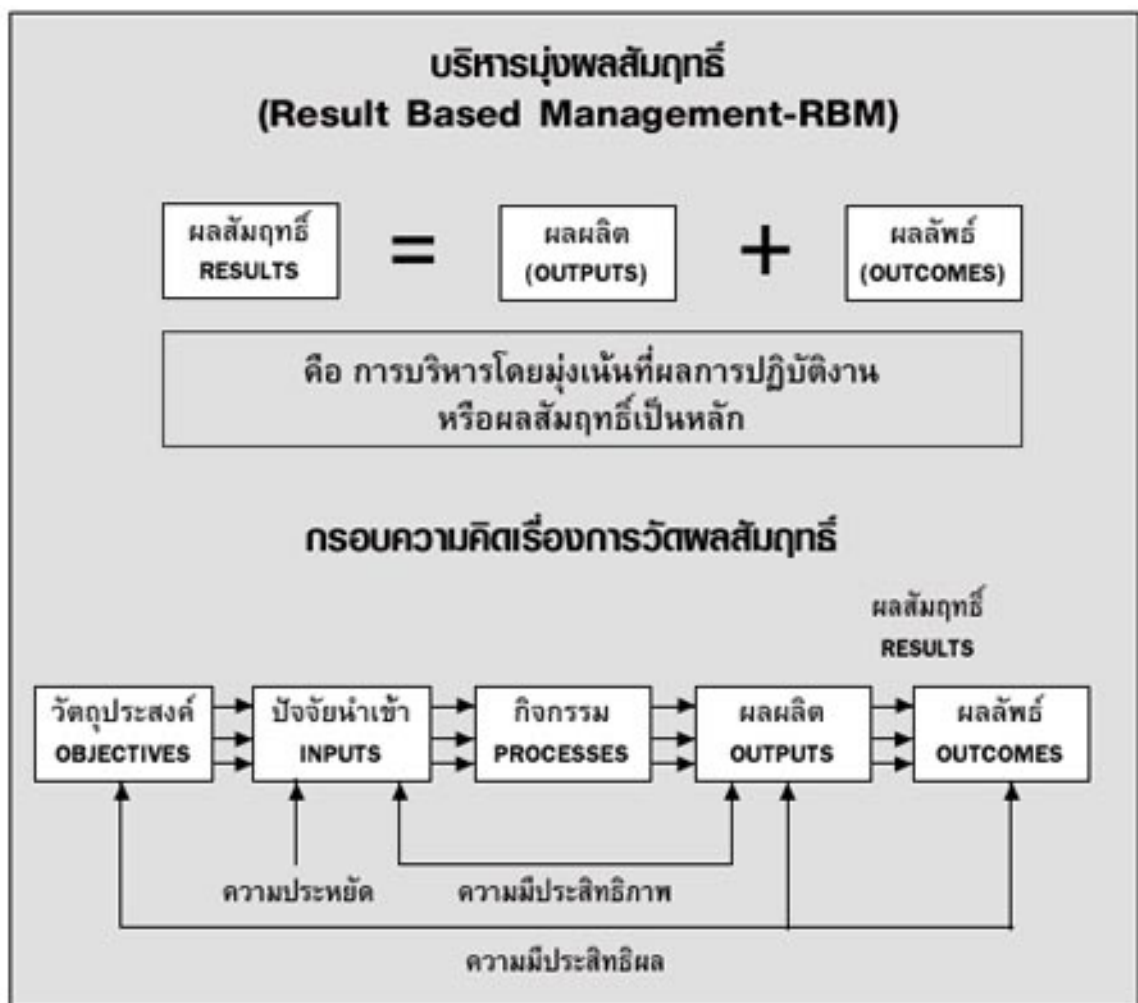 บริหารมุ่งผลสัมฤทธิ์
(Result Based Management-RBM)
ผลสัมฤทธิ์
RESULTS
=
ผลผลิต
(OUTPUTS)
+
ผลลัพธ์
(OUTCOMES)
คือ การบริหารโดยมุ่งเน้นที่ผลการปฏิบัติงาน
หรือผลสัมฤทธิ์เป็นหลัก
กรอบความคิดเรื่องการวัดผลสัมฤทธิ์
ผลสัมฤทธิ์
RESULTS
วัตถุประสงค์
OBJECTIVES
ปัจจัยนำเข้า
INPUTS
กิจกรรม
PROCESSES
ผลผลิต
OUTPUTS
ผลลัพธ์
OUTCOMES
ความประหยัด
ความมีประสิทธิภาพ
ความมีประสิทธิผล